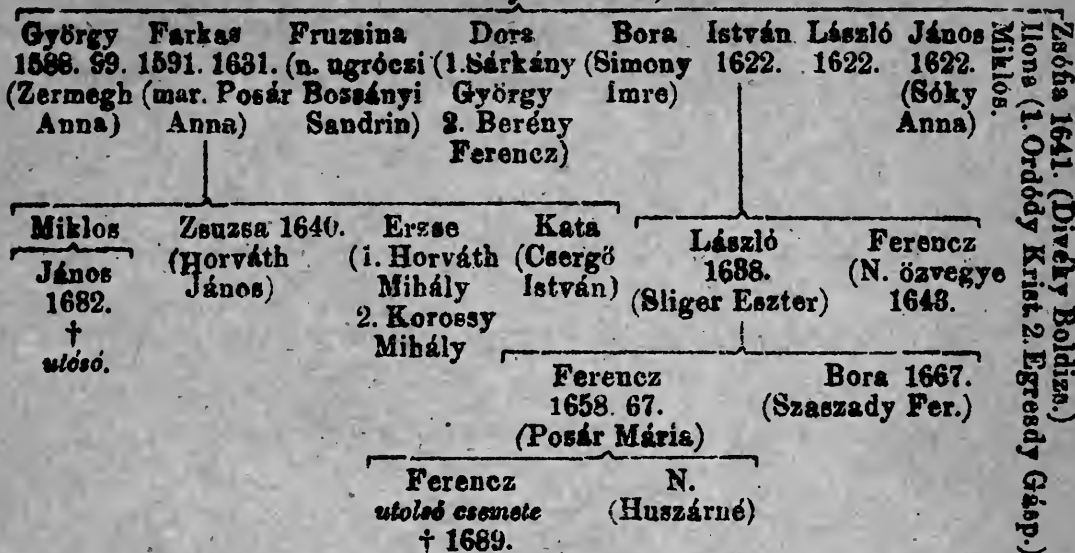 György Farkas Fruzsina Dora Bora István László János
1588. 99. 1591. 1631. (n. ugróczi (1.Sárkány (Simony 1622. 1622. 1622.
(Zermegh (mar. Posár Bossányi György Imre) (Sóky
Anna) Anna) Sandrin) 2. Berény Anna)
Ferencz)
Zsófia 1641. (Divéky Boldizs.)
Ilona (1. Ordódy Krist. 2. Egresdy Gásp.)
Miklós.
Miklos Zsuzsa 1640. Erzse Kata László Ferencz
János (Horváth (1. Horváth (Csergő 1638. (N. özvegye
1682. János) Mihály István) (Sliger Eszter) 1643.
† 2. Korossy
utósó. Mihály
Ferencz Bora 1667.
1658. 67. (Szaszady Fer.)
(Posár Mária)
Ferencz N.
utolsó csemete (Huszárné)
† 1689.